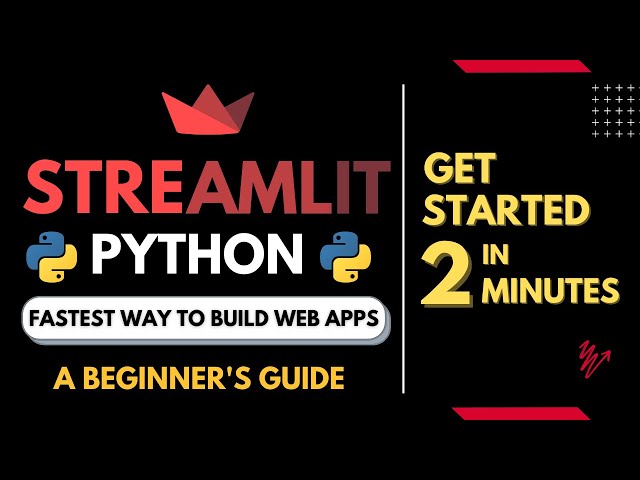 STREAMLIT
PYTHON
FASTEST WAY TO BUILD WEB APPS
A BEGINNER'S GUIDE
GET
STARTED
2 IN
MINUTES